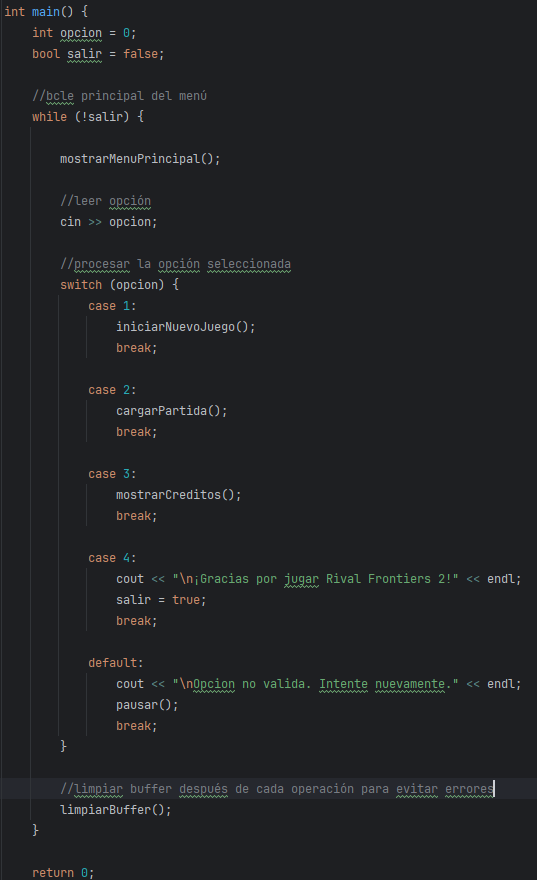 int main() {
    int opcion = 0;
    bool salir = false;

    //bcle principal del menú
    while (!salir) {

        mostrarMenuPrincipal();

        //leer opción
        cin >> opcion;

        //procesar la opción seleccionada
        switch (opcion) {
            case 1:
                iniciarNuevoJuego();
                break;

            case 2:
                cargarPartida();
                break;

            case 3:
                mostrarCreditos();
                break;

            case 4:
                cout << "\n¡Gracias por jugar Rival Frontiers 2!" << endl;
                salir = true;
                break;

            default:
                cout << "\nOpcion no valida. Intente nuevamente." << endl;
                pausar();
                break;
        }

        //limpiar buffer después de cada operación para evitar errores
        limpiarBuffer();
    }

    return 0;